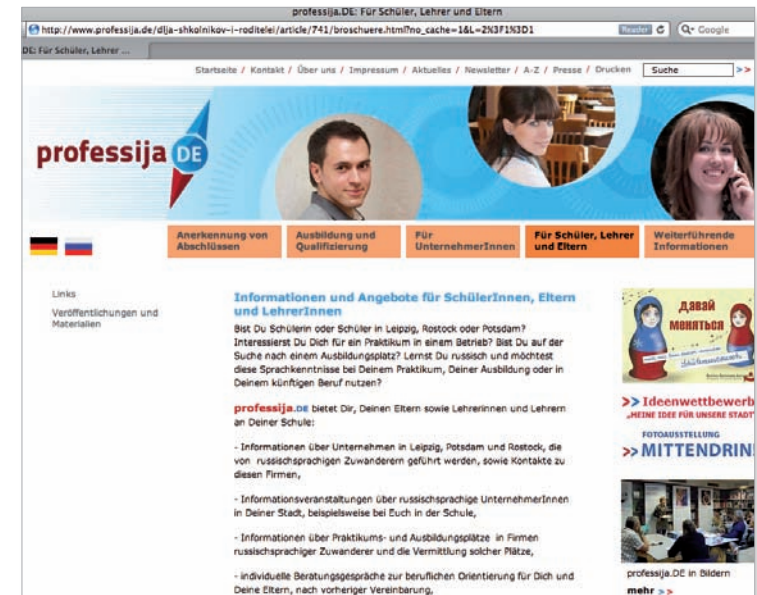 professija.DE: Für Schüler, Lehrer und Eltern
http://www.professija.de/dlja-shkolnikov-i-roditelei/article/741/broschuere.html?no_cache=1&L=2%3F1%3D1
Reader
Google
DE: Für Schüler, Lehrer ...
Startseite / Kontakt / Über uns / Impressum / Aktuelles / Newsletter / A-Z / Presse / Drucken
Suche >>
professija DE
Anerkennung von
Abschlüssen
Ausbildung und
Qualifizierung
Für
UnternehmerInnen
Für Schüler, Lehrer
und Eltern
Weiterführende
Informationen
Links
Veröffentlichungen und
Materialien
Informationen und Angebote für SchülerInnen, Eltern
und LehrerInnen
Bist Du Schülerin oder Schüler in Leipzig, Rostock oder Potsdam?
Interessierst Du Dich für ein Praktikum in einem Betrieb? Bist Du auf der
Suche nach einem Ausbildungsplatz? Lernst Du russisch und möchtest
diese Sprachkenntnisse bei Deinem Praktikum, Deiner Ausbildung oder in
Deinem künftigen Beruf nutzen?
professija.DE bietet Dir, Deinen Eltern sowie Lehrerinnen und Lehrern
an Deiner Schule:
- Informationen über Unternehmen in Leipzig, Potsdam und Rostock, die
von russischsprachigen Zuwanderern geführt werden, sowie Kontakte zu
diesen Firmen,
- Informationsveranstaltungen über russischsprachige UnternehmerInnen
in Deiner Stadt, beispielsweise bei Euch in der Schule,
- Informationen über Praktikums- und Ausbildungsplätze in Firmen
russischsprachiger Zuwanderer und die Vermittlung solcher Plätze,
- individuelle Beratungsgespräche zur beruflichen Orientierung für Dich und
Deine Eltern, nach vorheriger Vereinbarung,
давай
меняться
>> Ideenwettbewerb
„MEINE IDEE FÜR UNSERE STADT“
FOTOAUSSTELLUNG
>> MITTENDRIN!
professija.DE in Bildern
mehr >>